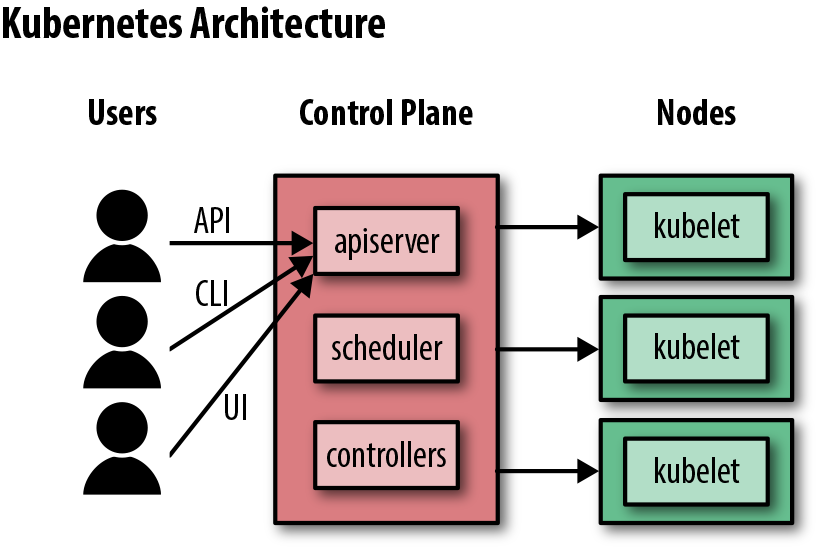 Kubernetes Architecture
Users
Control Plane
Nodes
API
CLI
UI
apiserver
scheduler
controllers
kubelet
kubelet
kubelet